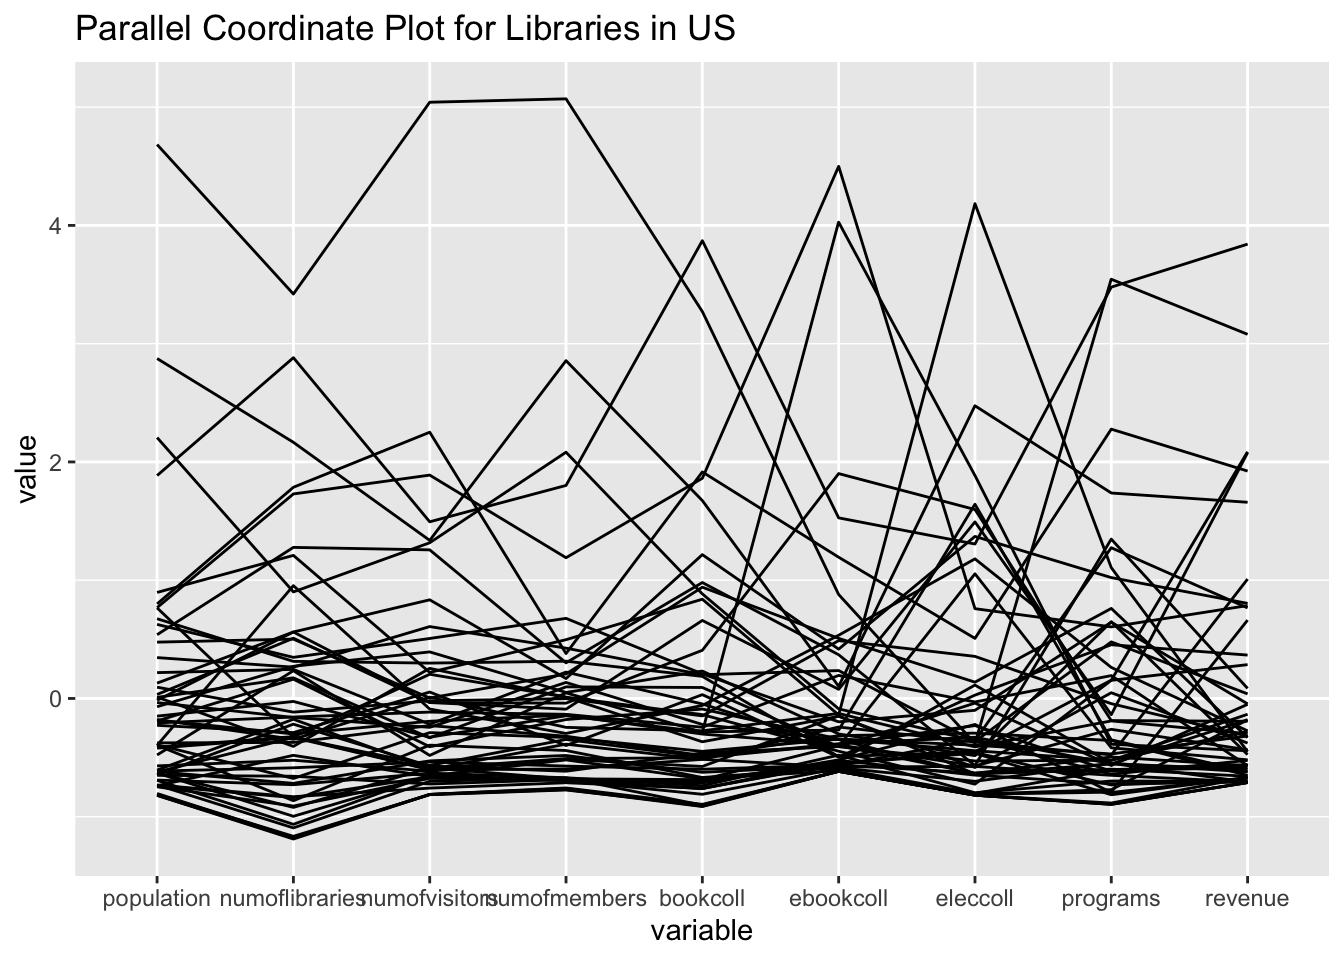 Parallel Coordinate Plot for Libraries in US
value
4
2
0
population numoflibraries numofvisitors numofmembers bookcoll ebookcoll eleccoll programs revenue
variable